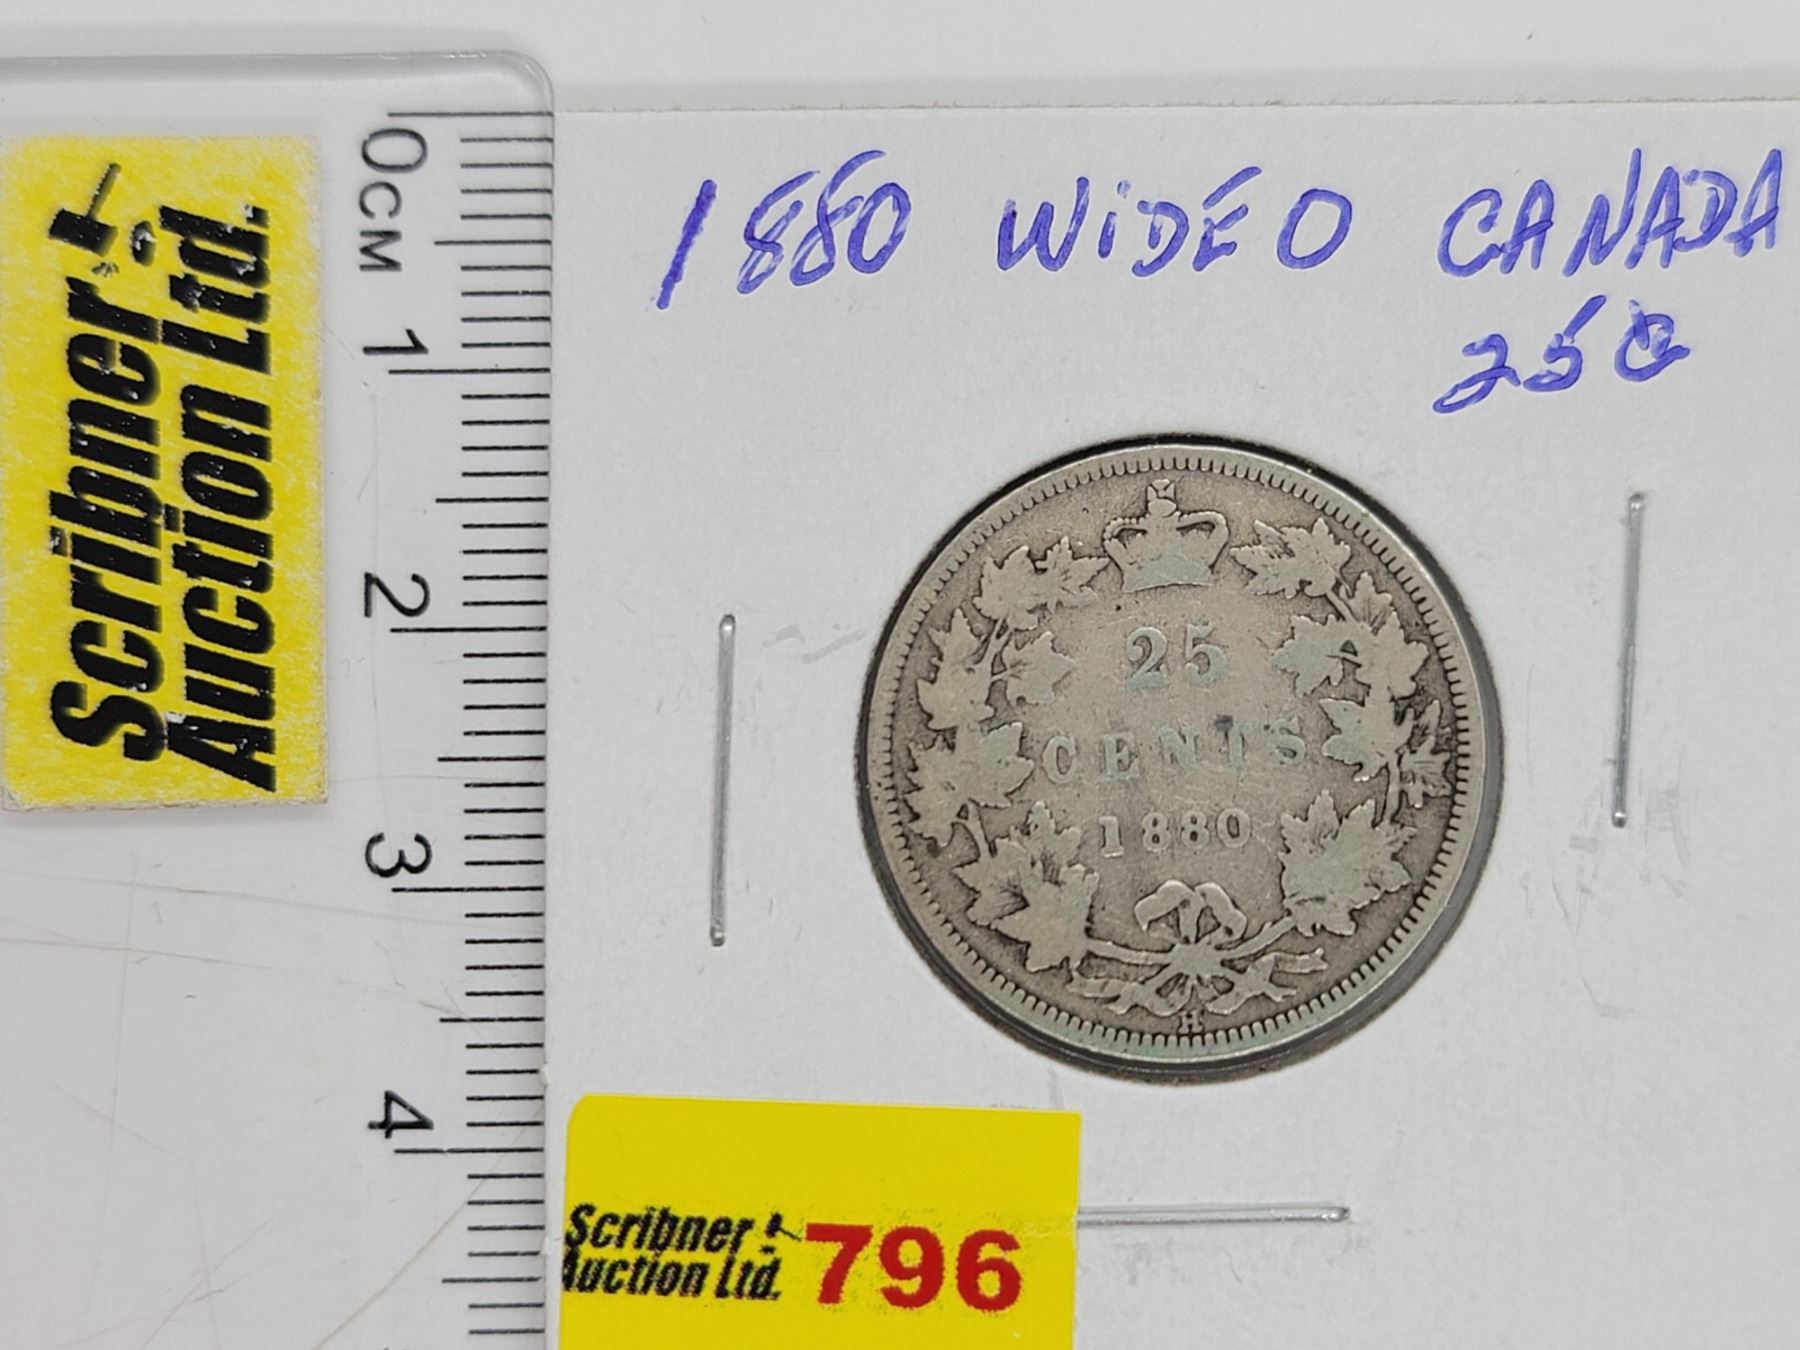 Scribner
Auction Ltd.
0cm
1
2
3
4
1880 WIDE O CANADA
25¢
25
CENTS
1880
H
Scribner
Auction Ltd.
796